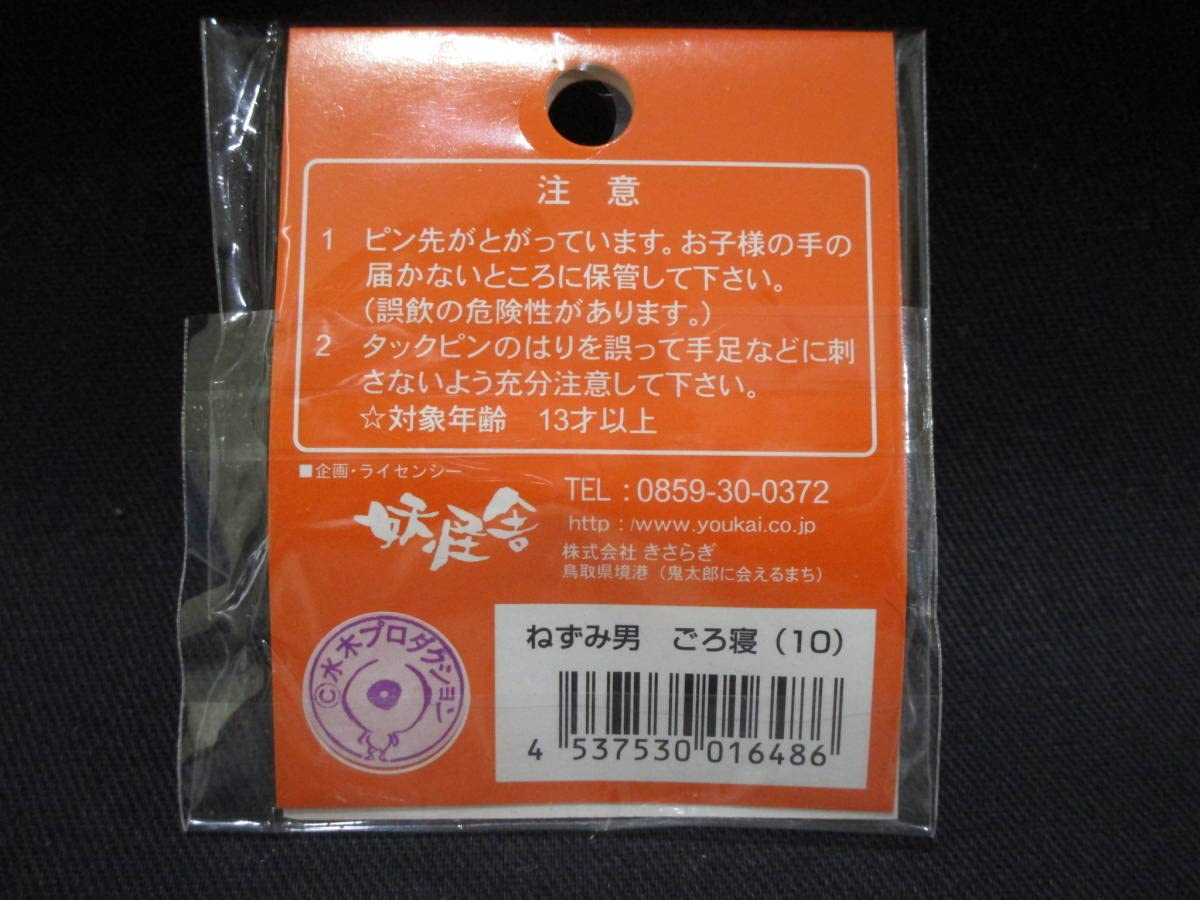 注 意
1 ピン先がとがっています。お子様の手の
届かないところに保管して下さい。
(誤飲の危険性があります。)
2 タックピンのはりを誤って手足などに刺
さないよう充分注意して下さい。
☆対象年齢 13才以上
■企画・ライセンシー
妖怪舎
TEL : 0859-30-0372
http : /www.youkai.co.jp
株式会社 きさらぎ
鳥取県境港(鬼太郎に会えるまち)
©水木プロダクション
ねずみ男 ごろ寝(10)
4 537530 016486